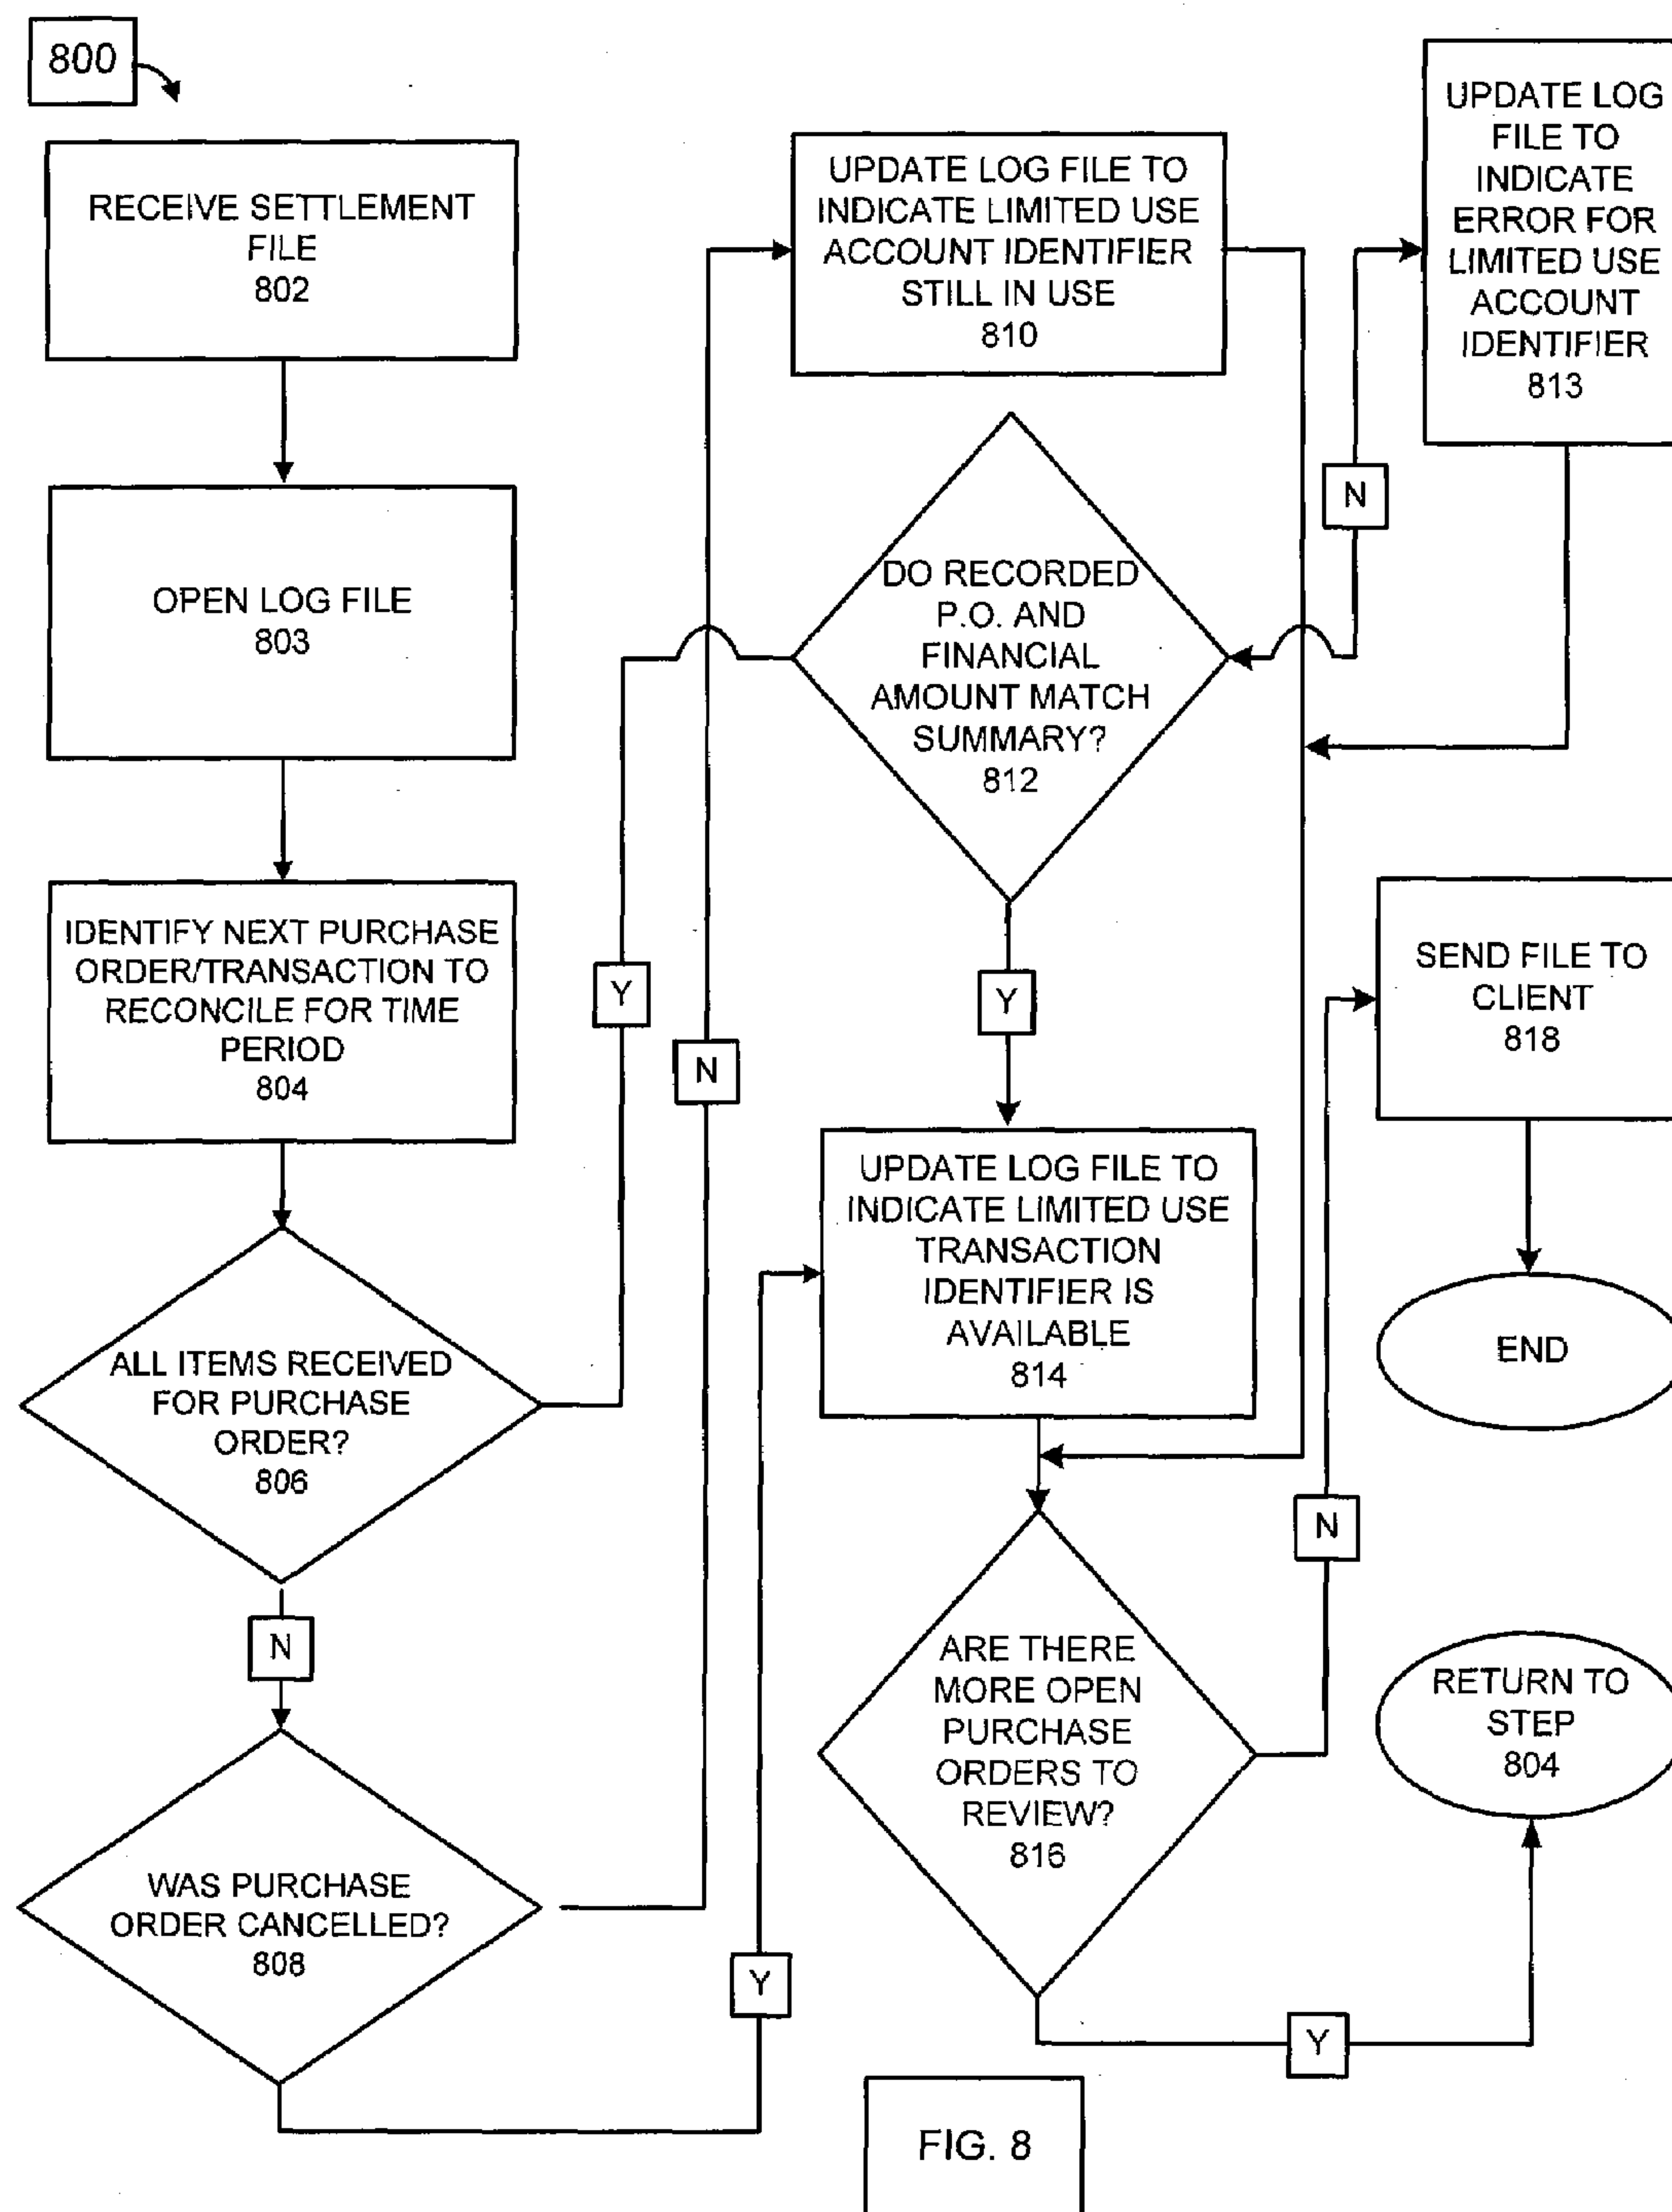 800
RECEIVE SETTLEMENT
FILE
802
OPEN LOG FILE
803
IDENTIFY NEXT PURCHASE
ORDER/TRANSACTION TO
RECONCILE FOR TIME
PERIOD
804
ALL ITEMS RECEIVED
FOR PURCHASE
ORDER?
806
N
WAS PURCHASE
ORDER CANCELLED?
808
Y
N
Y
UPDATE LOG FILE TO
INDICATE LIMITED USE
ACCOUNT IDENTIFIER
STILL IN USE
810
DO RECORDED
P.O. AND
FINANCIAL
AMOUNT MATCH
SUMMARY?
812
Y
UPDATE LOG FILE TO
INDICATE LIMITED USE
TRANSACTION
IDENTIFIER IS
AVAILABLE
814
ARE THERE
MORE OPEN
PURCHASE
ORDERS TO
REVIEW?
816
N
UPDATE LOG
FILE TO
INDICATE
ERROR FOR
LIMITED USE
ACCOUNT
IDENTIFIER
813
SEND FILE TO
CLIENT
818
END
N
RETURN TO
STEP
804
Y
FIG. 8